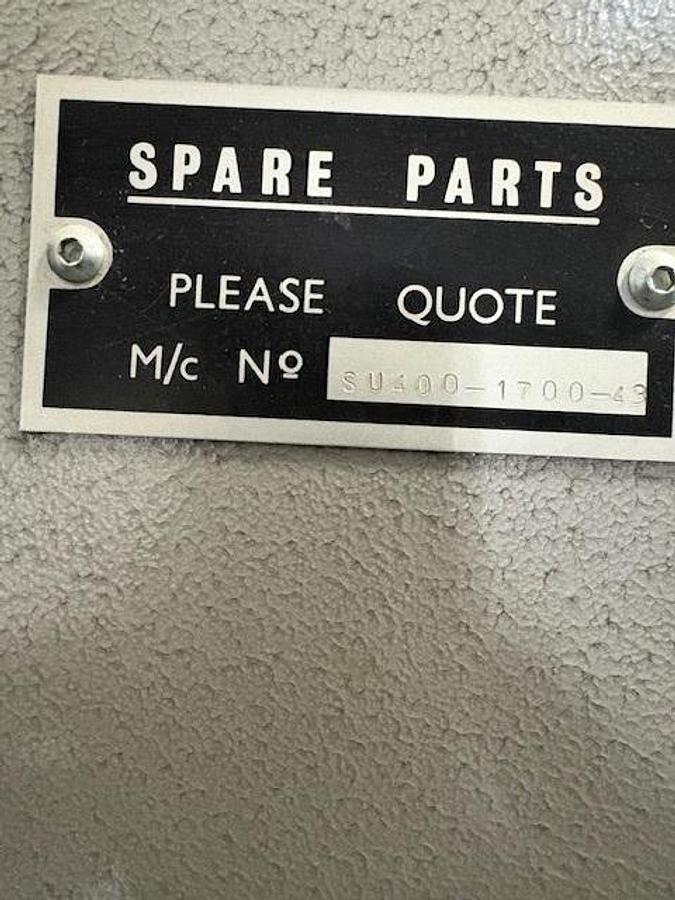 SPARE PARTS
PLEASE QUOTE
M/c Nº SU400-1700-43